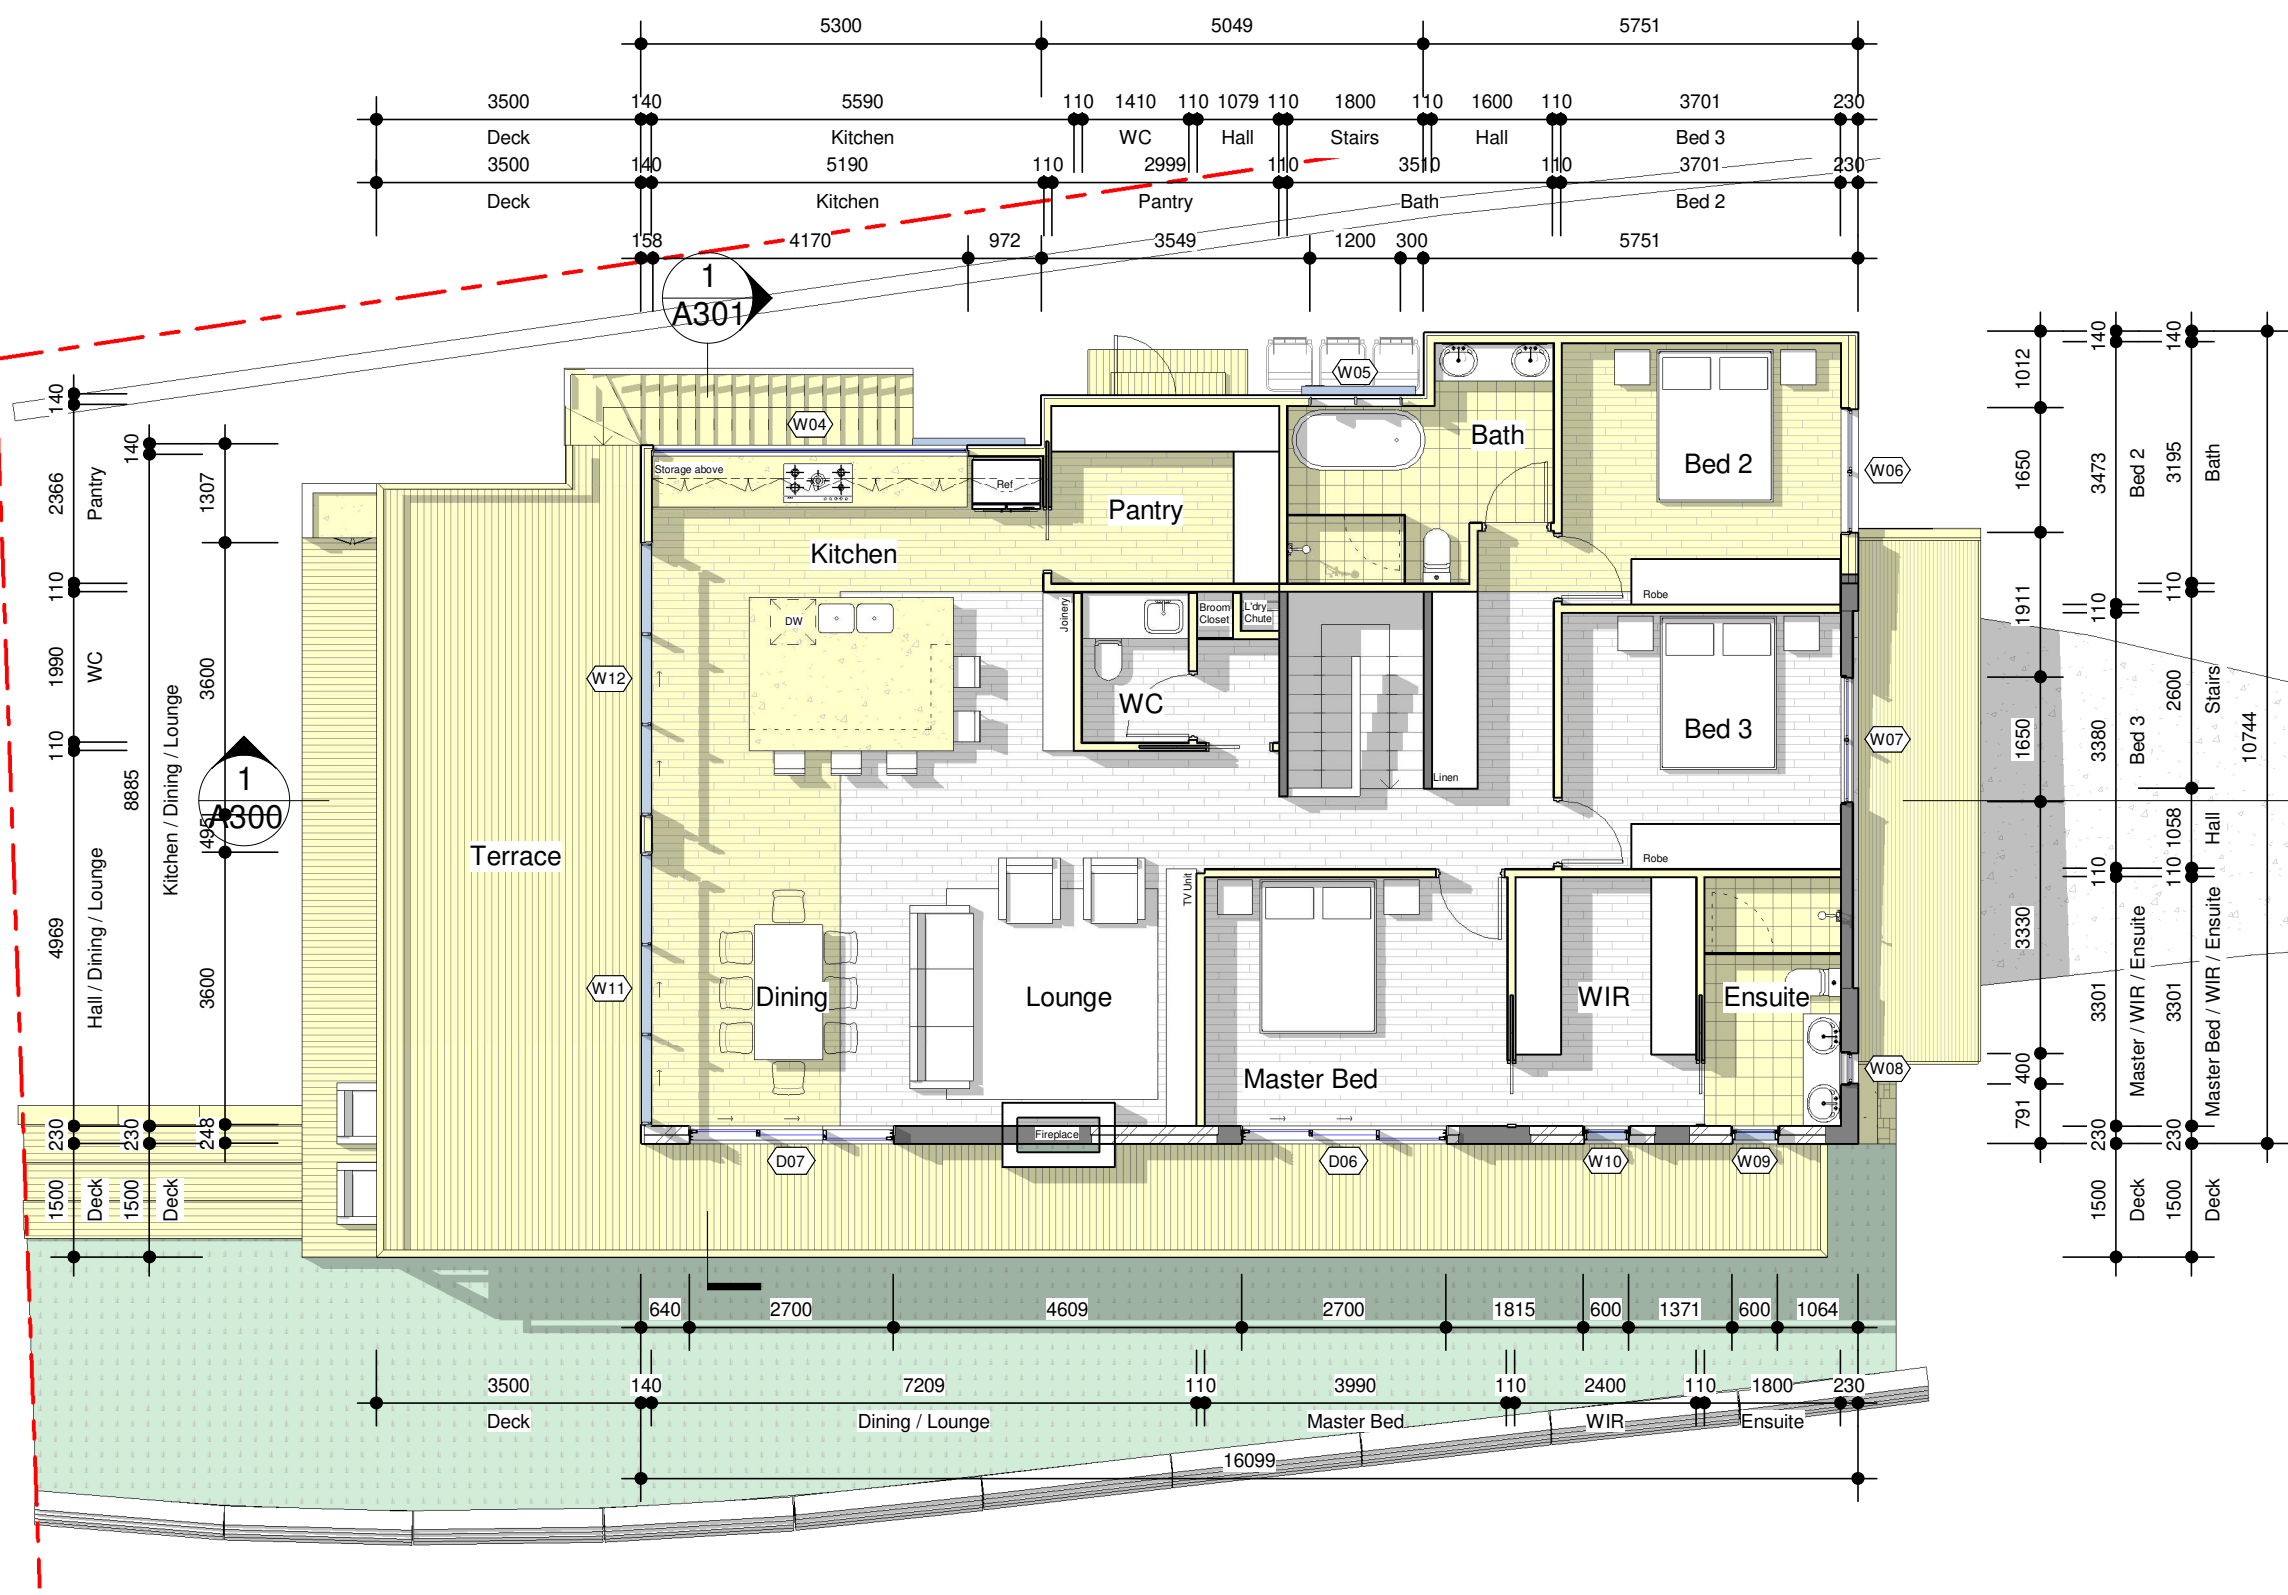 5300 5049 5751
3500 140 5590 110 1410 110 1079 110 1800 110 1600 110 3701 230
Deck Kitchen WC Hall Stairs Hall Bed 3
3500 140 5190 110 2999 110 3510 110 3701 230
Deck Kitchen Pantry Bath Bed 2
158 4170 972 3549 1200 300 5751
1
A301
W05
W04
Storage above
Ref
Bath
Bed 2
W06
Pantry
Kitchen
Robe
Joinery
Broom
Closet
L'dry
Chute
DW
W12
WC
Bed 3
W07
Linen
Terrace
Robe
TV Unit
W11
Dining
Lounge
WIR
Ensuite
Master Bed
W08
Fireplace
D07
D06
W10
W09
140
2366
Pantry
110
1990
WC
110
4969
Hall / Dining / Lounge
230
1500
Deck
140
8885
Kitchen / Dining / Lounge
230
1500
Deck
1307
3600
495
3600
248
1
A300
1012
1650
1911
1650
3330
400
791
140
3473
Bed 2
110
3380
Bed 3
110
3301
Master / WIR / Ensuite
230
1500
Deck
140
3195
Bath
110
2600
Stairs
1058
Hall
110
3301
Master Bed / WIR / Ensuite
230
1500
Deck
10744
640 2700 4609 2700 1815 600 1371 600 1064
3500 140 7209 110 3990 110 2400 110 1800 230
Deck Dining / Lounge Master Bed WIR Ensuite
16099